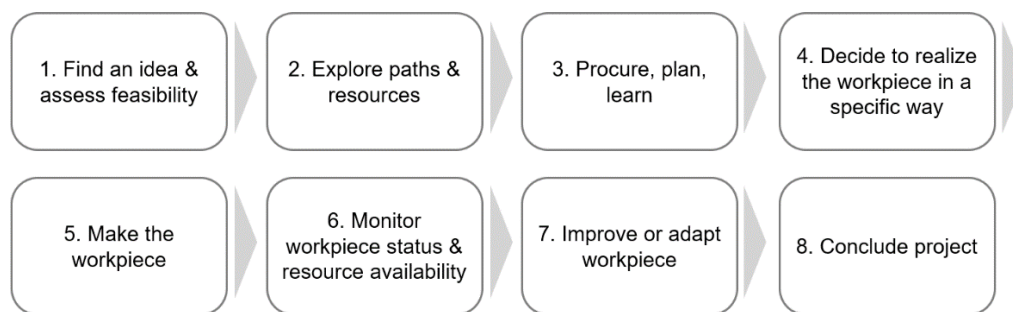 1. Find an idea &
assess feasibility
2. Explore paths &
resources
3. Procure, plan,
learn
4. Decide to realize
the workpiece in a
specific way
5. Make the
workpiece
6. Monitor
workpiece status &
resource availability
7. Improve or adapt
workpiece
8. Conclude project